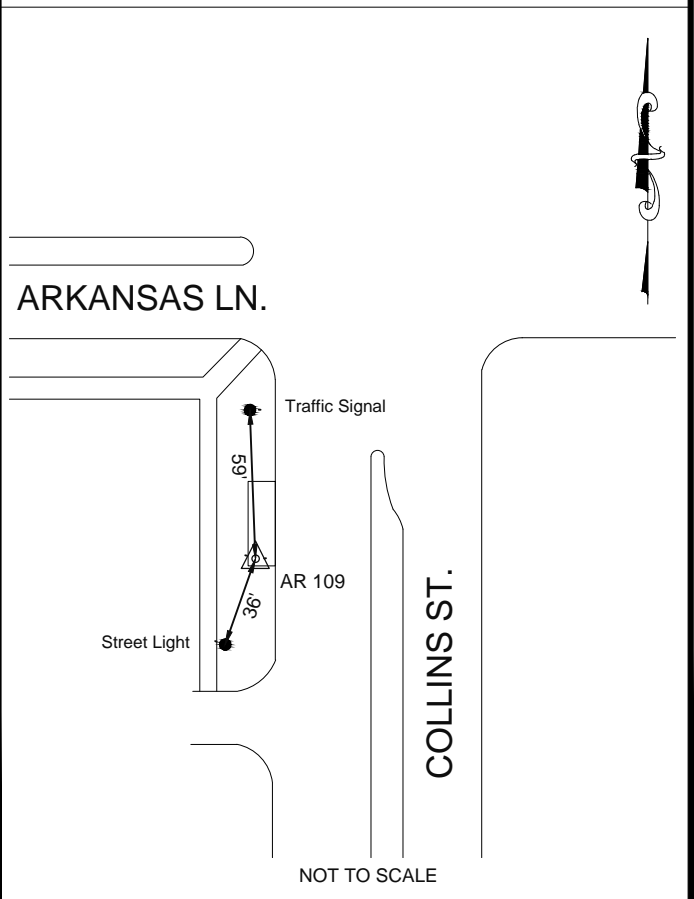 ARKANSAS LN.
Traffic Signal
59'
AR 109
36'
Street Light
COLLINS ST.
NOT TO SCALE